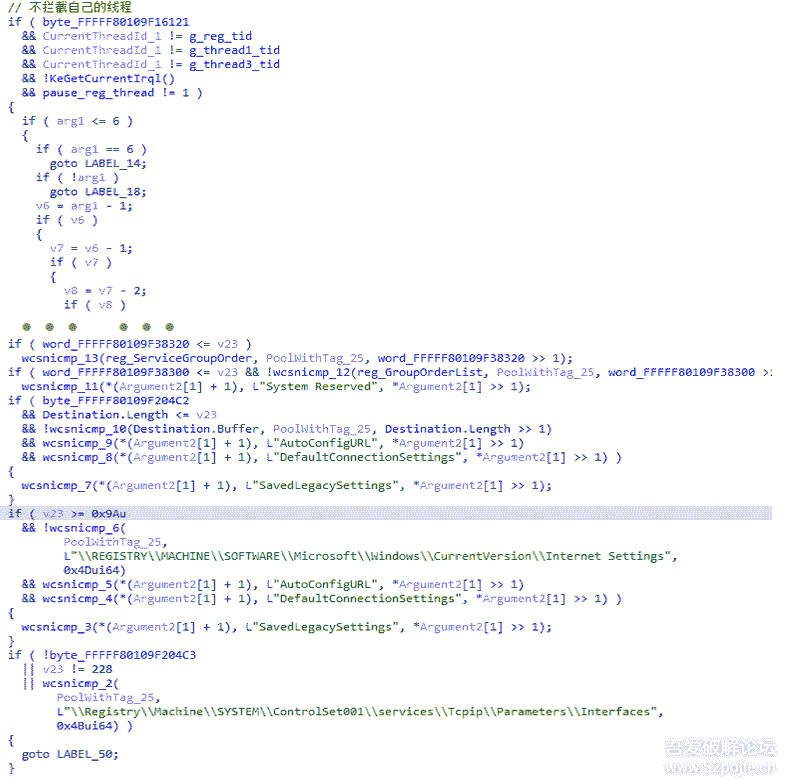 // 不拦截自己的线程
if ( byte_FFFFF80109F16121
&& CurrentThreadId_1 != g_reg_tid
&& CurrentThreadId_1 != g_thread1_tid
&& CurrentThreadId_1 != g_thread3_tid
&& !KeGetCurrentIrql()
&& pause_reg_thread != 1 )
{
if ( arg1 <= 6 )
{
if ( arg1 == 6 )
goto LABEL_14;
if ( !arg1 )
goto LABEL_18;
v6 = arg1 - 1;
if ( v6 )
{
v7 = v6 - 1;
if ( v7 )
{
v8 = v7 - 2;
if ( v8 )
if ( word_FFFFF80109F38320 <= v23 )
wcsnicmp_13(reg_ServiceGroupOrder, PoolWithTag_25, word_FFFFF80109F38320 >> 1);
if ( word_FFFFF80109F38300 <= v23 && !wcsnicmp_12(reg_GroupOrderList, PoolWithTag_25, word_FFFFF80109F38300 >:
wcsnicmp_11(*(Argument2[1] + 1), L"System Reserved", *Argument2[1] >> 1);
if ( byte_FFFFF80109F204C2
&& Destination.Length <= v23
&& !wcsnicmp_10(Destination.Buffer, PoolWithTag_25, Destination.Length >> 1)
&& wcsnicmp_9(*(Argument2[1] + 1), L"AutoConfigURL", *Argument2[1] >> 1)
&& wcsnicmp_8(*(Argument2[1] + 1), L"DefaultConnectionSettings", *Argument2[1] >> 1) )
{
wcsnicmp_7(*(Argument2[1] + 1), L"SavedLegacySettings", *Argument2[1] >> 1);
}
if ( v23 >= 0x9Au
&& !wcsnicmp_6(
PoolWithTag_25,
L"\\REGISTRY\\MACHINE\\SOFTWARE\\Microsoft\\Windows\\CurrentVersion\\Internet Settings",
0x4Dui64)
&& wcsnicmp_5(*(Argument2[1] + 1), L"AutoConfigURL", *Argument2[1] >> 1)
&& wcsnicmp_4(*(Argument2[1] + 1), L"DefaultConnectionSettings", *Argument2[1] >> 1) )
{
wcsnicmp_3(*(Argument2[1] + 1), L"SavedLegacySettings", *Argument2[1] >> 1);
}
if ( !byte_FFFFF80109F204C3
|| v23 != 228
|| wcsnicmp_2(
PoolWithTag_25,
L"\\Registry\\Machine\\SYSTEM\\ControlSet001\\services\\Tcpip\\Parameters\\Interfaces",
0x4Bui64) )
{
goto LABEL_50;
}
吾爱破解论坛
www.52pojie.cn